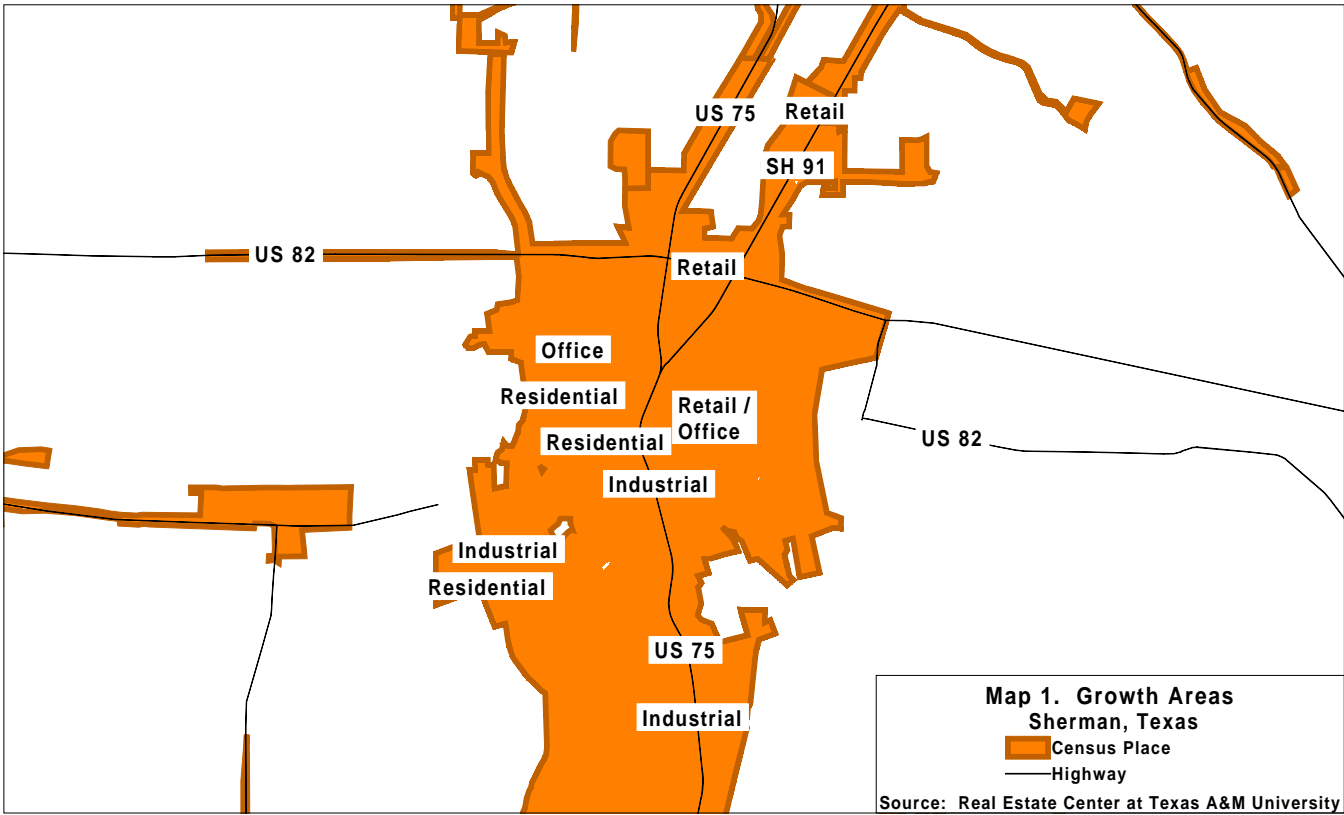 US 75
Retail
SH 91
US 82
Retail
Office
Residential
Retail /
Office
Residential
US 82
Industrial
Industrial
Residential
US 75
Industrial
Map 1. Growth Areas
Sherman, Texas
Census Place
Highway
Source: Real Estate Center at Texas A&M University